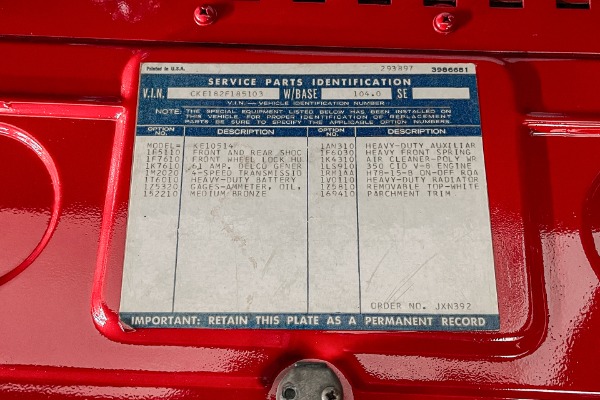 Printed in U.S.A. 293897 3986681
SERVICE PARTS IDENTIFICATION
V.I.N. CKE182F185103 W/BASE 104.0 SE
V.I.N. — VEHICLE IDENTIFICATION NUMBER
NOTE: THE SPECIAL EQUIPMENT LISTED BELOW HAS BEEN INSTALLED ON THIS VEHICLE. FOR PROPER IDENTIFICATION OF REPLACEMENT PARTS BE SURE TO SPECIFY THE APPLICABLE OPTION NUMBERS.
OPTION NO. DESCRIPTION OPTION NO. DESCRIPTION
MODEL= KE10514 1AN310 HEAVY-DUTY AUXILIAR
1F5110 FRONT AND REAR SHOC 1F6030 HEAVY FRONT SPRING
1F7610 FRONT WHEEL LOCK HU 1K4310 AIR CLEANER-POLY WR
1K7610 61 AMP. DELCO GENER 1LS910 350 CID V-8 ENGINE
1M2020 4-SPEED TRANSMISSIO 1RM1AA H78-15-B ON-OFF ROA
1T6010 HEAVY-DUTY BATTERY 1V0110 HEAVY-DUTY RADIATOR
1Z5320 GAGES-AMMETER, OIL, 1Z5810 REMOVABLE TOP-WHITE
152210 MEDIUM BRONZE 169410 PARCHMENT TRIM
ORDER NO. JXN392
IMPORTANT: RETAIN THIS PLATE AS A PERMANENT RECORD